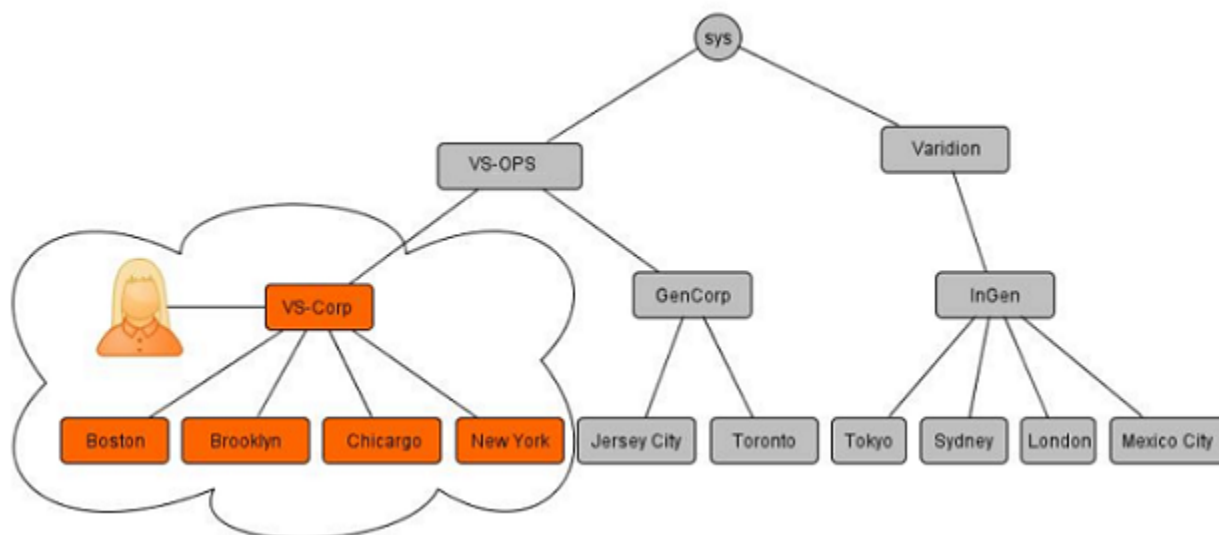 sys
VS-OPS
Varidion
VS-Corp
GenCorp
InGen
Boston
Brooklyn
Chicargo
New York
Jersey City
Toronto
Tokyo
Sydney
London
Mexico City